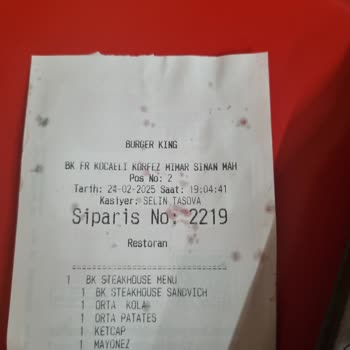 BURGER KING
BK FR KOCAELI KORFEZ MIMAR SINAN MAH
Pos No: 2
Tarih: 24-02-2025 Saat: 19:04:41
Kasiyer: SELIN TASOVA
Siparis No: 2219
Restoran
1 BK STEAKHOUSE MENU
1 BK STEAKHOUSE SANDVICH
1 ORTA KOLA
1 ORTA PATATES
1 KETCAP
1 MAYONEZ